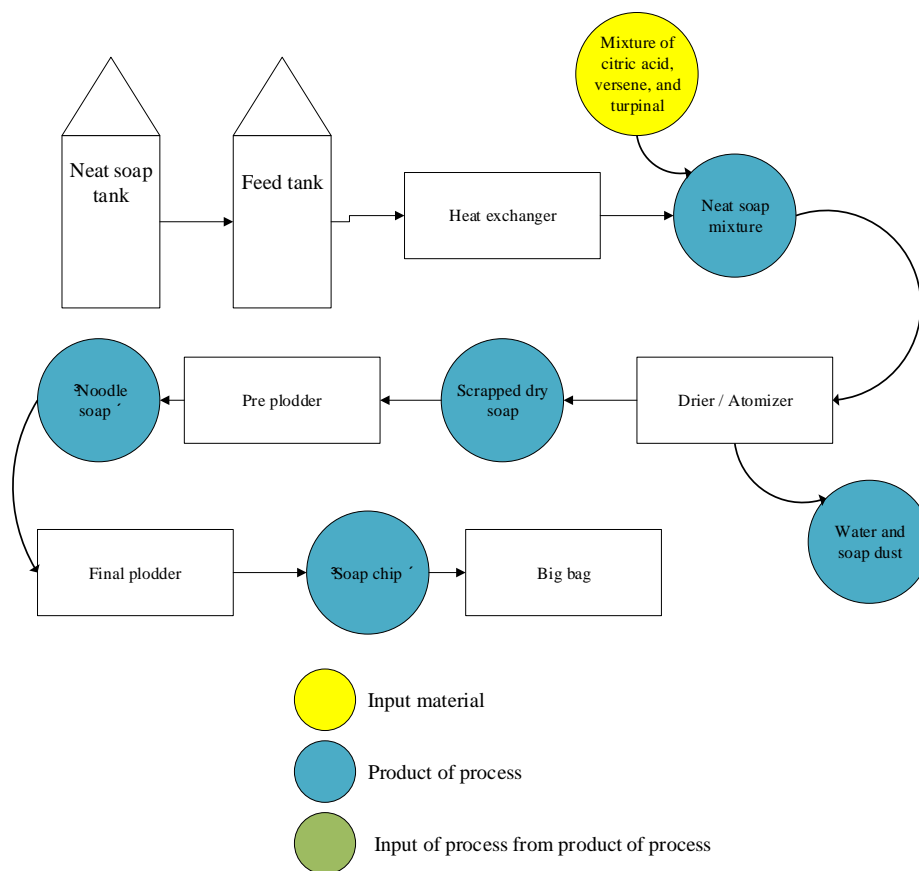 Mixture of
citric acid,
versene, and
turpinal
Neat soap
tank
Feed tank
Heat exchanger
Neat soap
mixture
³Noodle
soap ´
Pre plodder
Scrapped dry
soap
Drier / Atomizer
Water and
soap dust
Final plodder
³Soap chip ´
Big bag
Input material
Product of process
Input of process from product of process